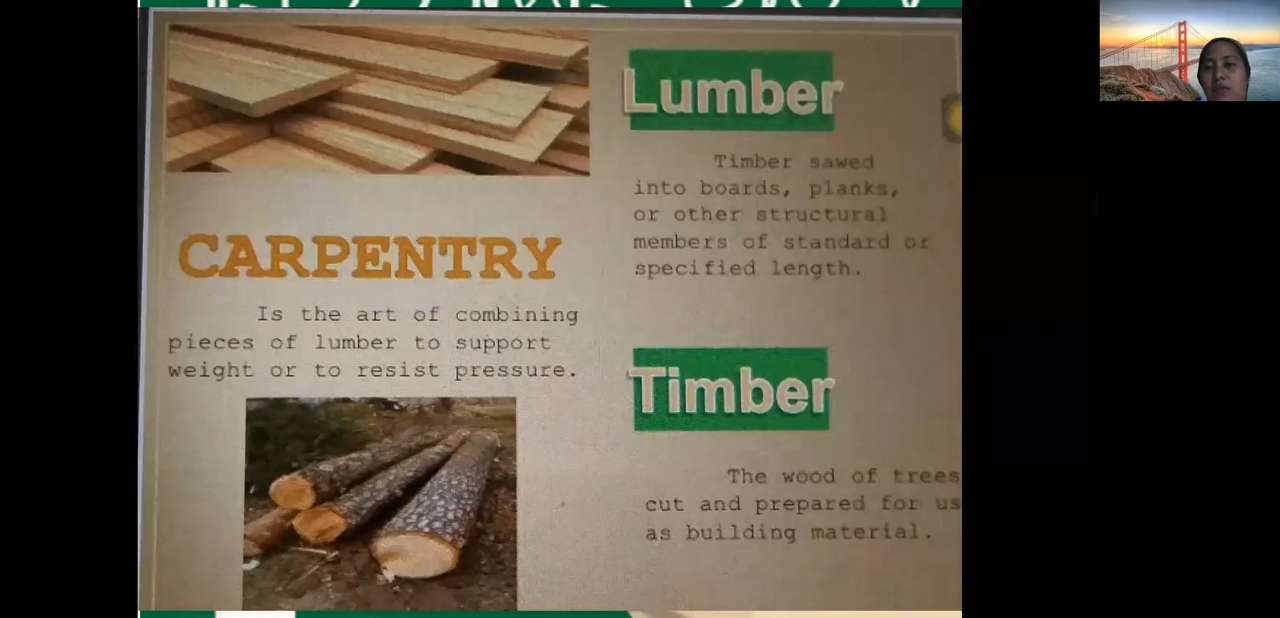 CARPENTRY
Is the art of combining
pieces of lumber to support
weight or to resist pressure.
Lumber
Timber sawed
into boards, planks,
or other structural
members of standard or
specified length.
Timber
The wood of trees
cut and prepared for us
as building material.